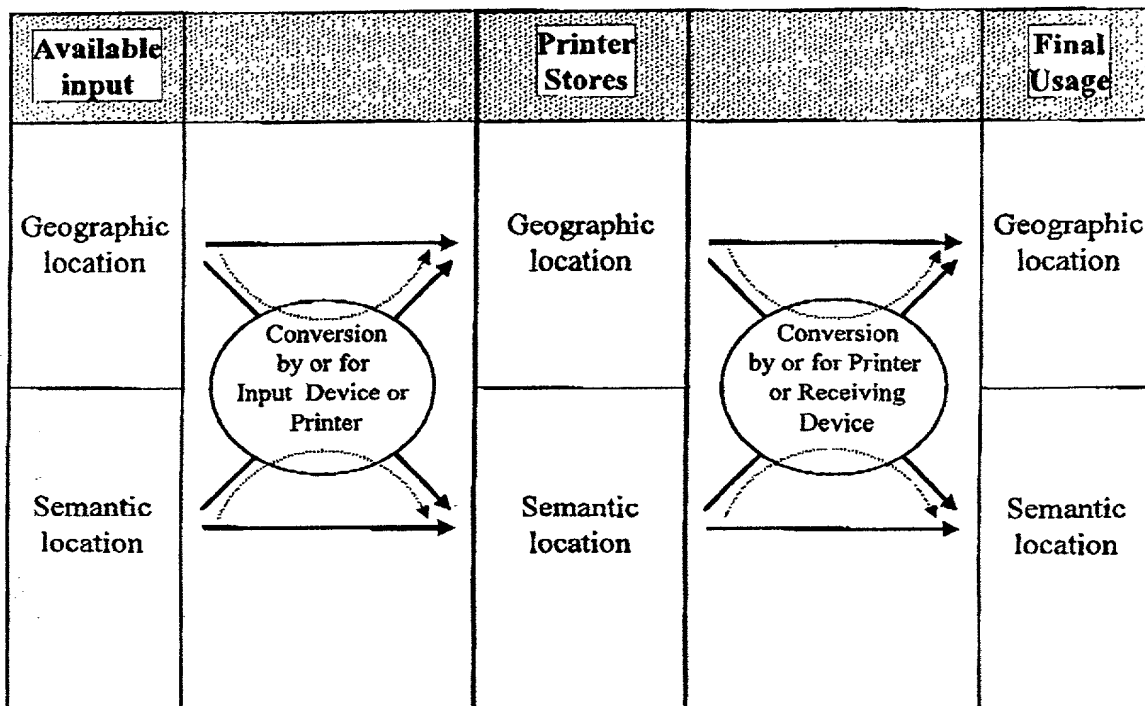 Available
input
Printer
Stores
Final
Usage
Geographic
location
Conversion
by or for
Input Device or
Printer
Geographic
location
Conversion
by or for Printer
or Receiving
Device
Geographic
location
Semantic
location
Semantic
location
Semantic
location